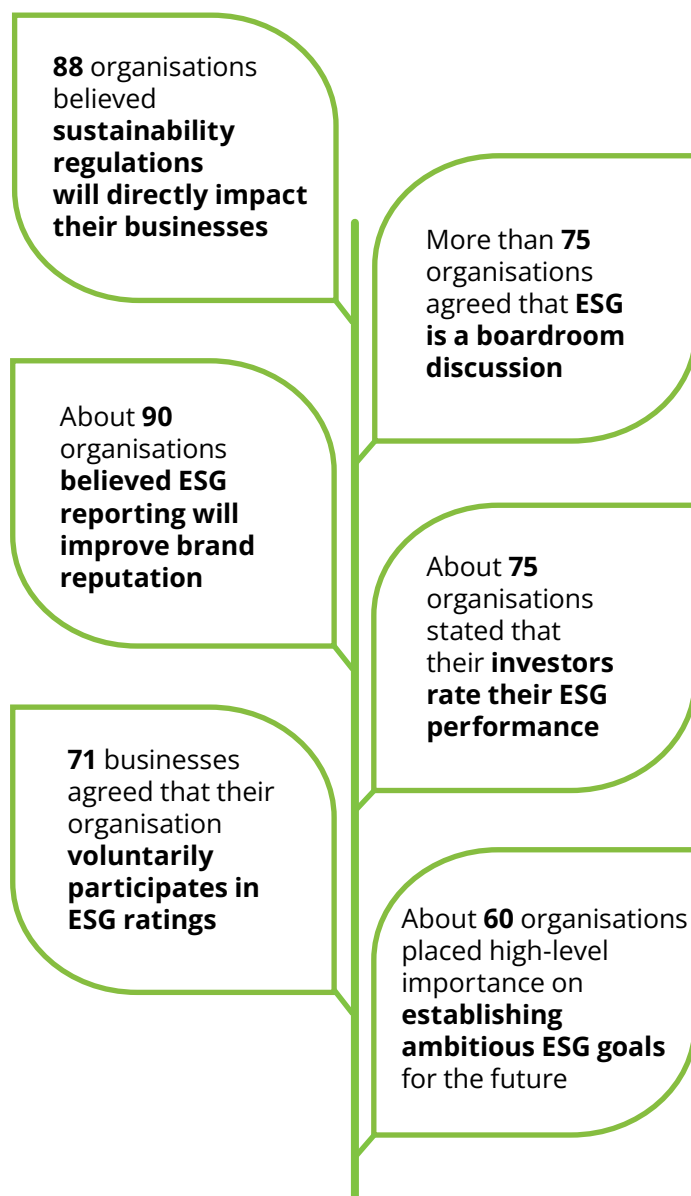 88 organisations
believed
sustainability
regulations
will directly impact
their businesses
More than 75
organisations
agreed that ESG
is a boardroom
discussion
About 90
organisations
believed ESG
reporting will
improve brand
reputation
About 75
organisations
stated that
their investors
rate their ESG
performance
71 businesses
agreed that their
organisation
voluntarily
participates in
ESG ratings
About 60 organisations
placed high-level
importance on
establishing
ambitious ESG goals
for the future